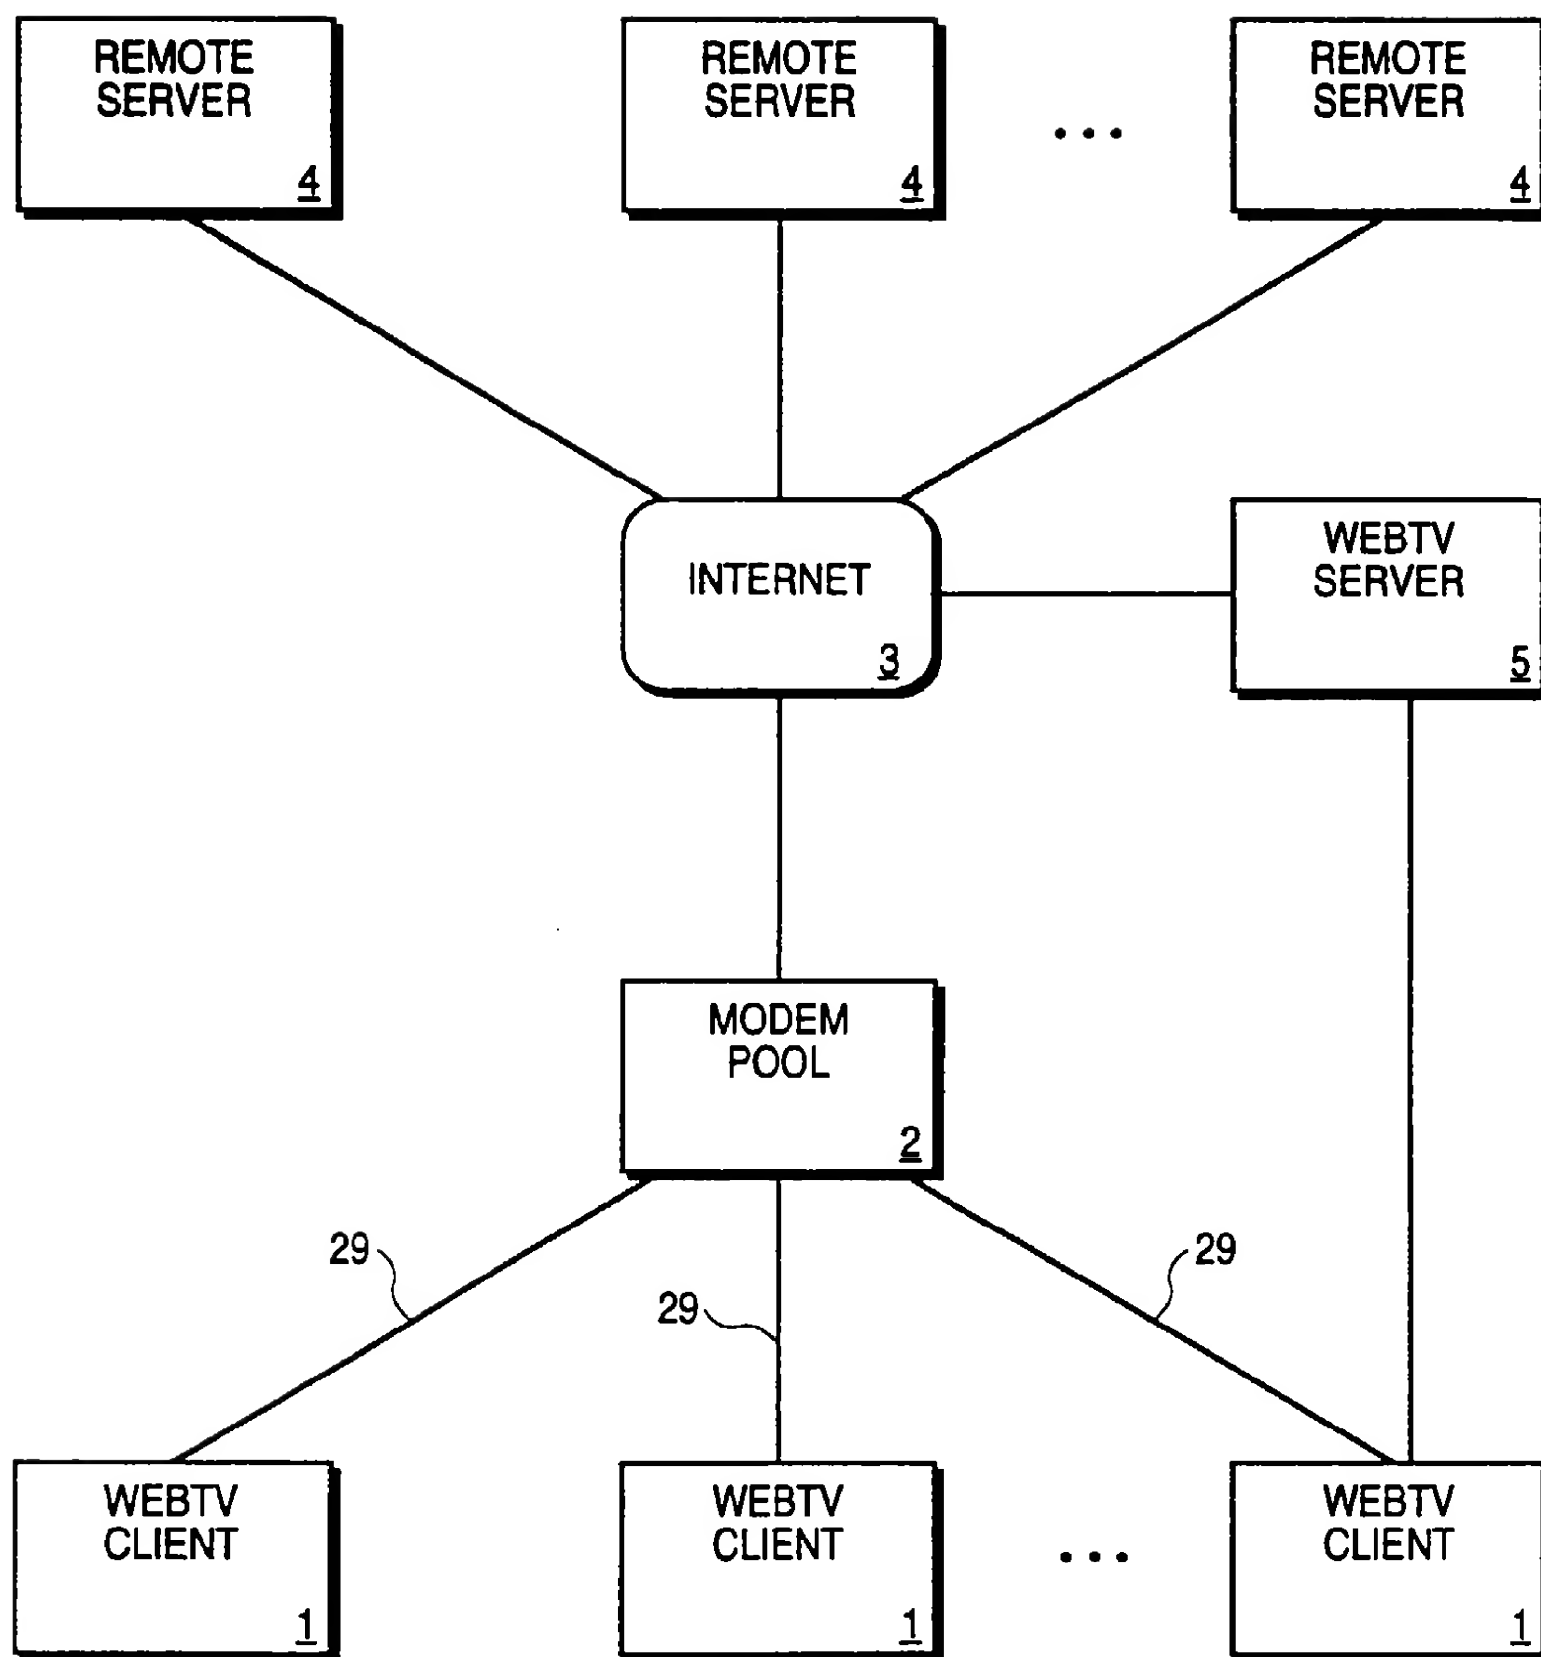 REMOTE
SERVER
4
REMOTE
SERVER
4
...
REMOTE
SERVER
4
INTERNET
3
WEBTV
SERVER
5
MODEM
POOL
2
29
29
29
WEBTV
CLIENT
1
WEBTV
CLIENT
1
...
WEBTV
CLIENT
1